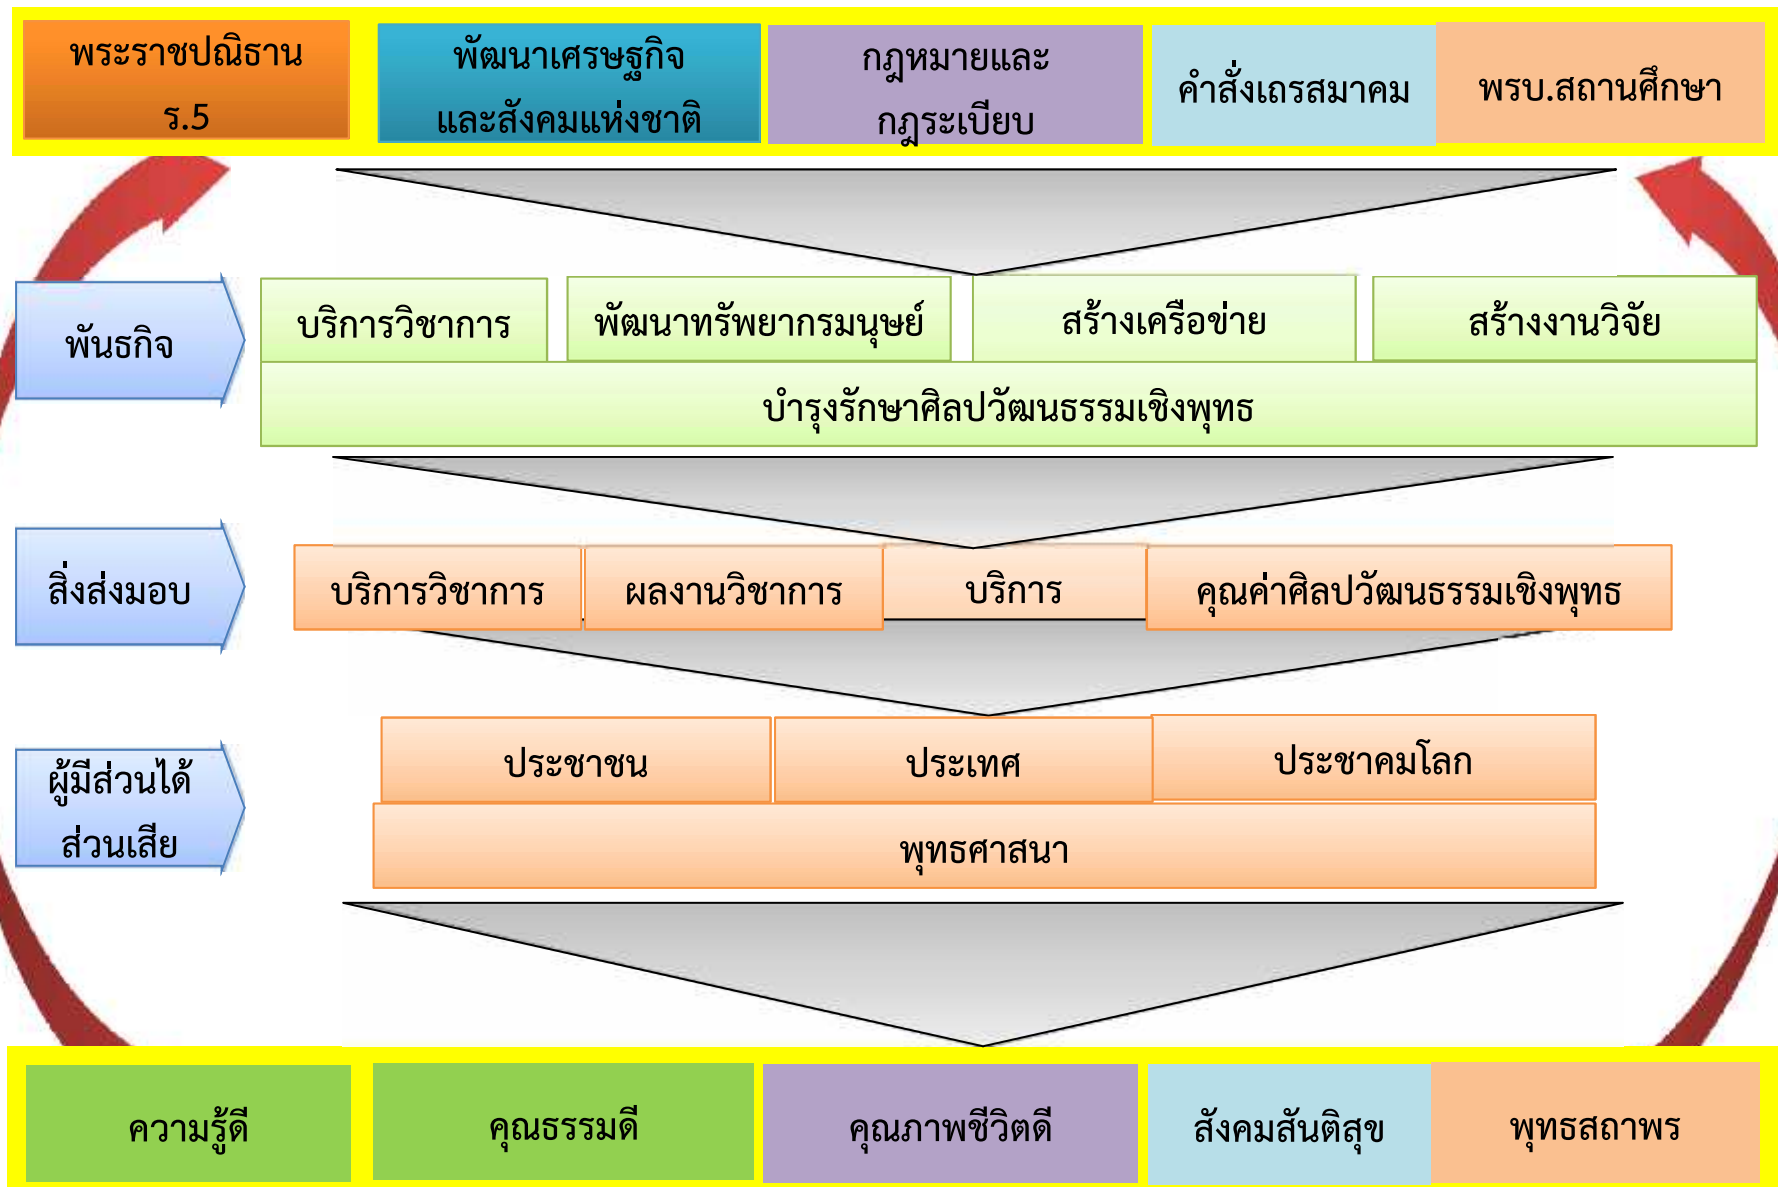 พระราชปณิธาน
ร.5
พัฒนาเศรษฐกิจ
และสังคมแห่งชาติ
กฎหมายและ
กฎระเบียบ
คำสั่งเถรสมาคม
พรบ.สถานศึกษา
พันธกิจ
บริการวิชาการ
พัฒนาทรัพยากรมนุษย์
สร้างเครือข่าย
สร้างงานวิจัย
บำรุงรักษาศิลปวัฒนธรรมเชิงพุทธ
สิ่งส่งมอบ
บริการวิชาการ
ผลงานวิชาการ
บริการ
คุณค่าศิลปวัฒนธรรมเชิงพุทธ
ผู้มีส่วนได้
ส่วนเสีย
ประชาชน
ประเทศ
ประชาคมโลก
พุทธศาสนา
ความรู้ดี
คุณธรรมดี
คุณภาพชีวิตดี
สังคมสันติสุข
พุทธสถาพร